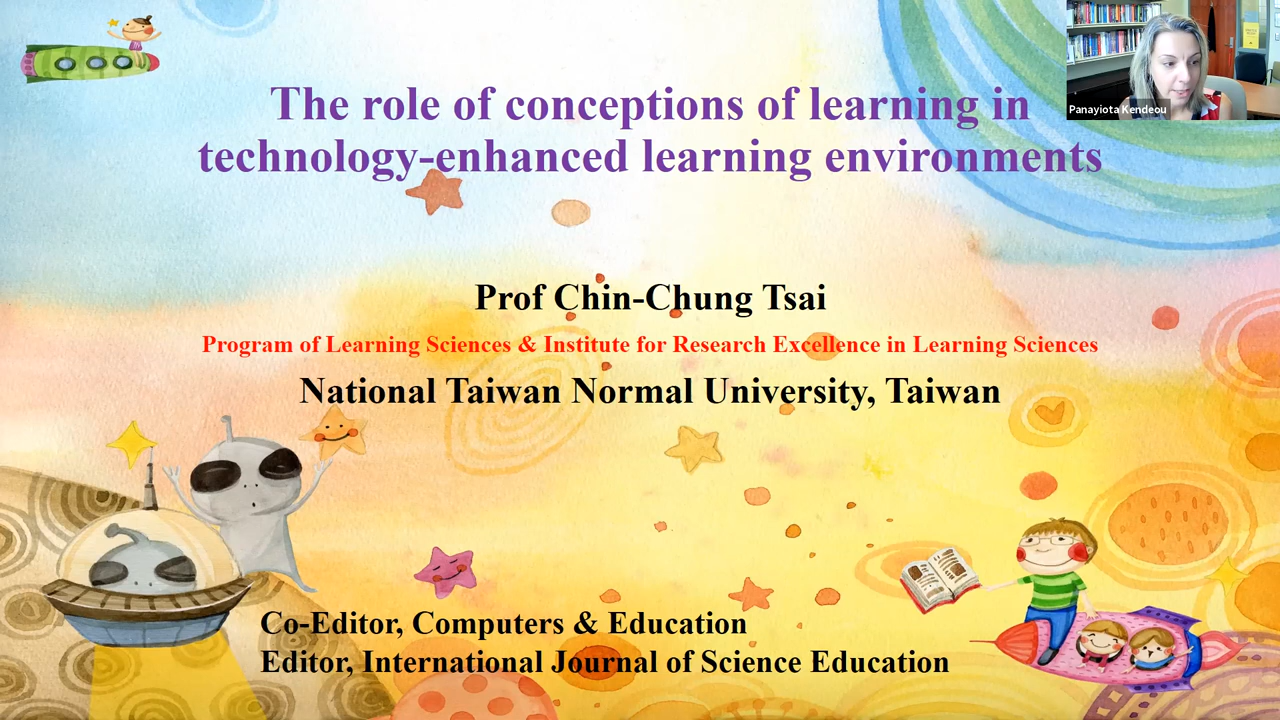 The role of conceptions of learning in
technology-enhanced learning environments
Panayiota Kendeou
Prof Chin-Chung Tsai
Program of Learning Sciences & Institute for Research Excellence in Learning Sciences
National Taiwan Normal University, Taiwan
Co-Editor, Computers & Education
Editor, International Journal of Science Education